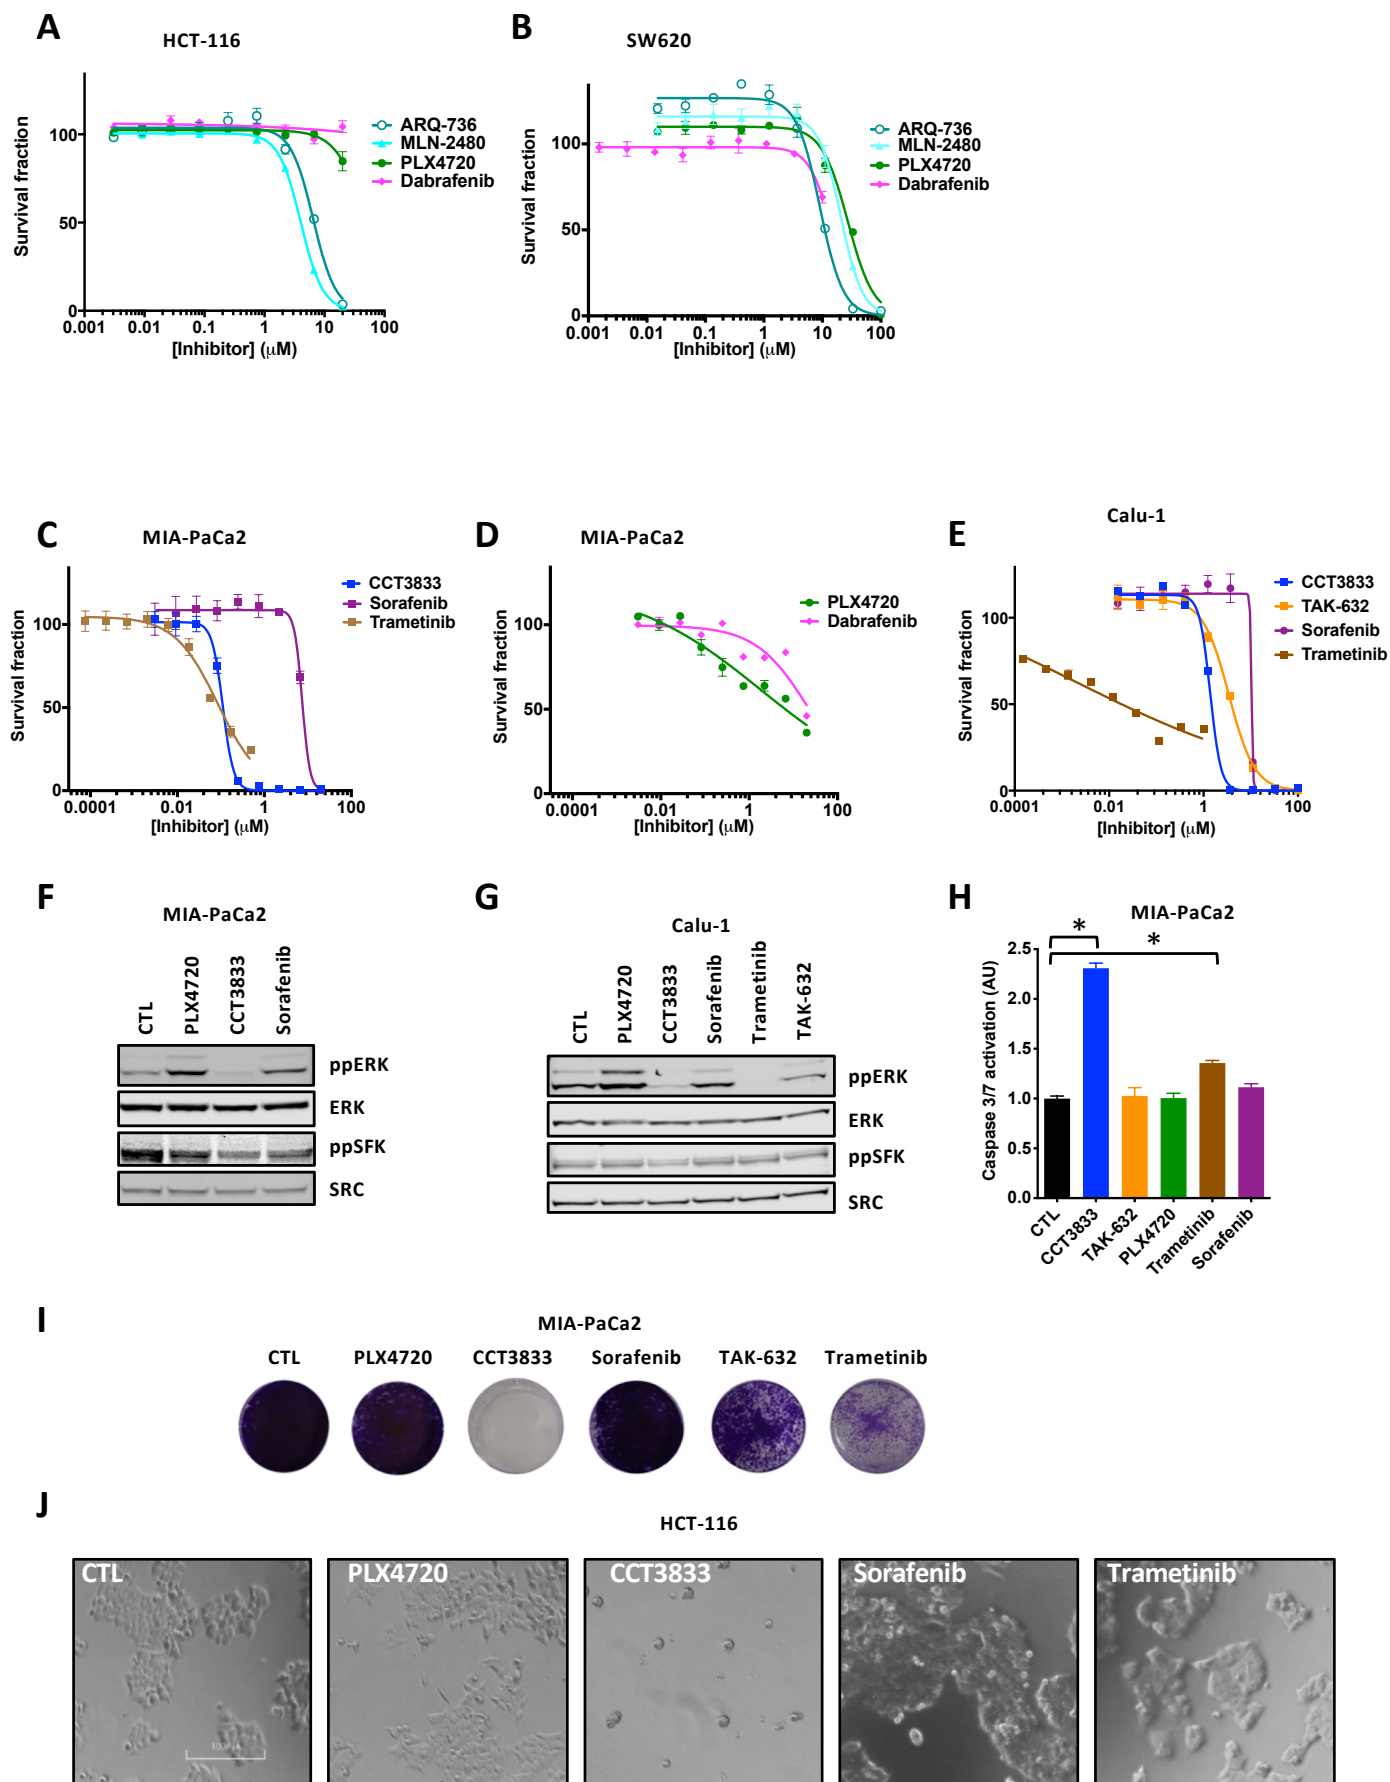 A
HCT-116
Survival fraction
100
50
0
0.001 0.01 0.1 1 10 100
[Inhibitor] (μM)
ARQ-736
MLN-2480
PLX4720
Dabrafenib
B
SW620
Survival fraction
100
50
0
0.001 0.01 0.1 1 10 100
[Inhibitor] (μM)
ARQ-736
MLN-2480
PLX4720
Dabrafenib
C
MIA-PaCa2
Survival fraction
100
50
0
0.0001 0.01 1 100
[Inhibitor] (μM)
CCT3833
Sorafenib
Trametinib
D
MIA-PaCa2
Survival fraction
100
50
0
0.0001 0.01 1 100
[Inhibitor] (μM)
PLX4720
Dabrafenib
E
Calu-1
Survival fraction
100
50
0
0.0001 0.01 1 100
[Inhibitor] (μM)
CCT3833
TAK-632
Sorafenib
Trametinib
F
MIA-PaCa2
CTL
PLX4720
CCT3833
Sorafenib
ppERK
ERK
ppSFK
SRC
G
Calu-1
CTL
PLX4720
CCT3833
Sorafenib
Trametinib
TAK-632
ppERK
ERK
ppSFK
SRC
H
MIA-PaCa2
Caspase 3/7 activation (AU)
2.5
2.0
1.5
1.0
0.5
0.0
*
*
CTL
CCT3833
TAK-632
PLX4720
Trametinib
Sorafenib
I
MIA-PaCa2
CTL PLX4720 CCT3833 Sorafenib TAK-632 Trametinib
J
HCT-116
CTL PLX4720 CCT3833 Sorafenib Trametinib